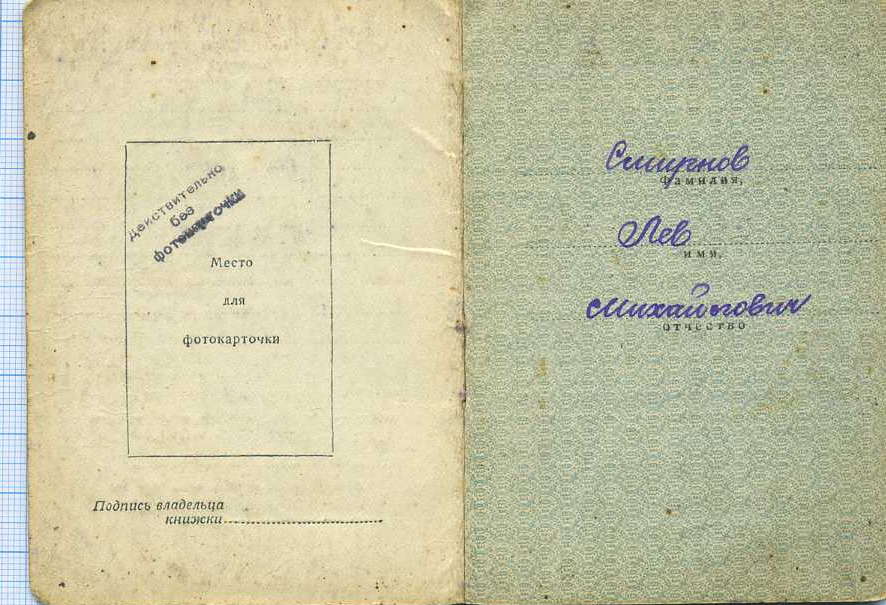 действительно
без
фотокарточки
Место
для
фотокарточки
Подпись владельца
книжки
Смирнов
фамилия,
Лев
имя,
Михайлович
отчество